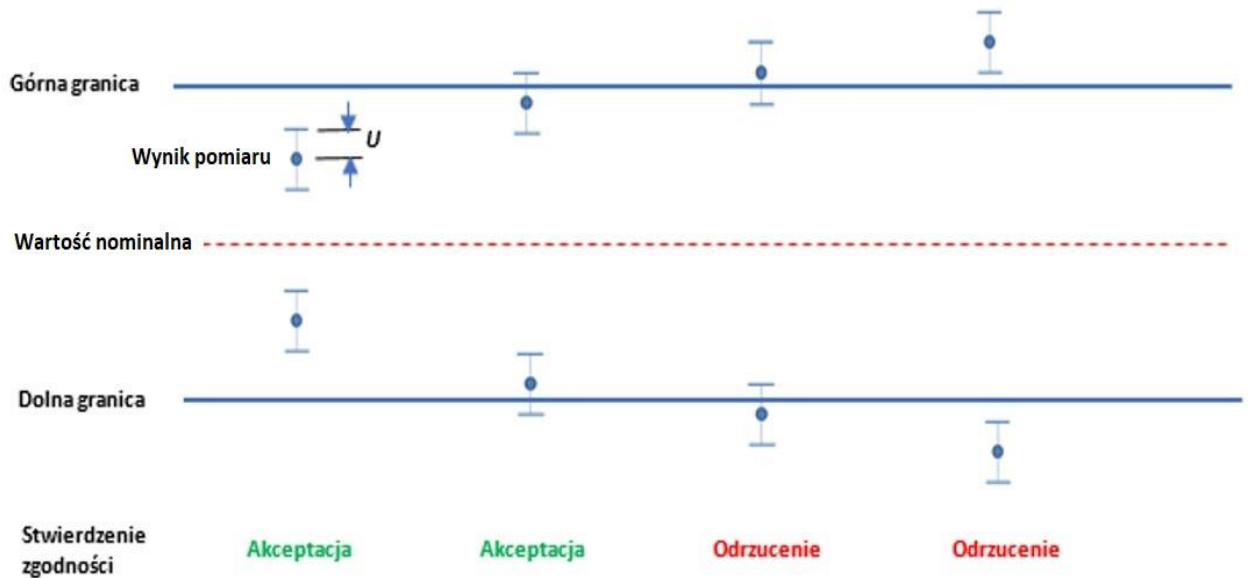 Górna granica
U
Wynik pomiaru
Wartość nominalna
Dolna granica
Stwierdzenie
zgodności
Akceptacja Akceptacja Odrzucenie Odrzucenie